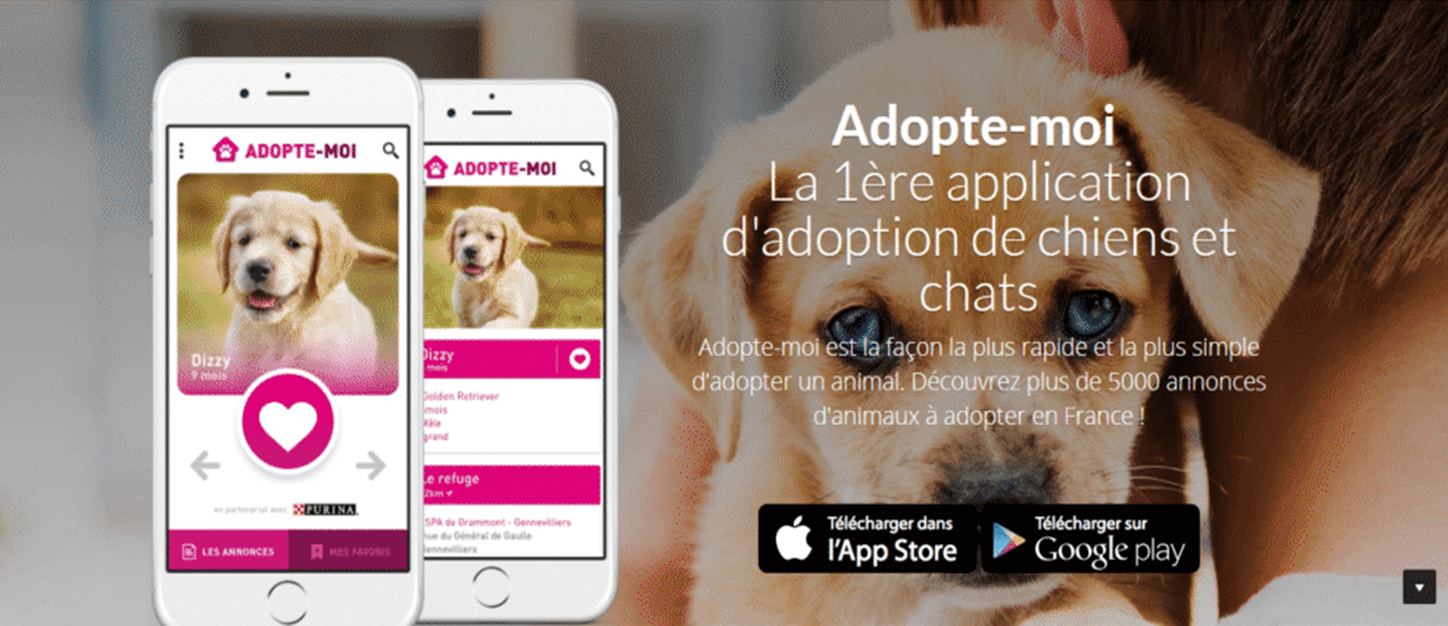 ADOPTE-MOI
Dizzy
9 mois
en partenariat avec PURINA
LES ANNONCES
MES FAVORIS
ADOPTE-MOI
Dizzy
mois
Golden Retriever
mois
Mâle
grand
Le refuge
2km
SPA de Grammont - Gennevilliers
rue du Général de Gaulle
Gennevilliers
Adopte-moi
La 1ère application
d'adoption de chiens et
chats
Adopte-moi est la façon la plus rapide et la plus simple
d'adopter un animal. Découvrez plus de 5000 annonces
d'animaux à adopter en France !
Télécharger dans
l'App Store
Télécharger sur
Google play